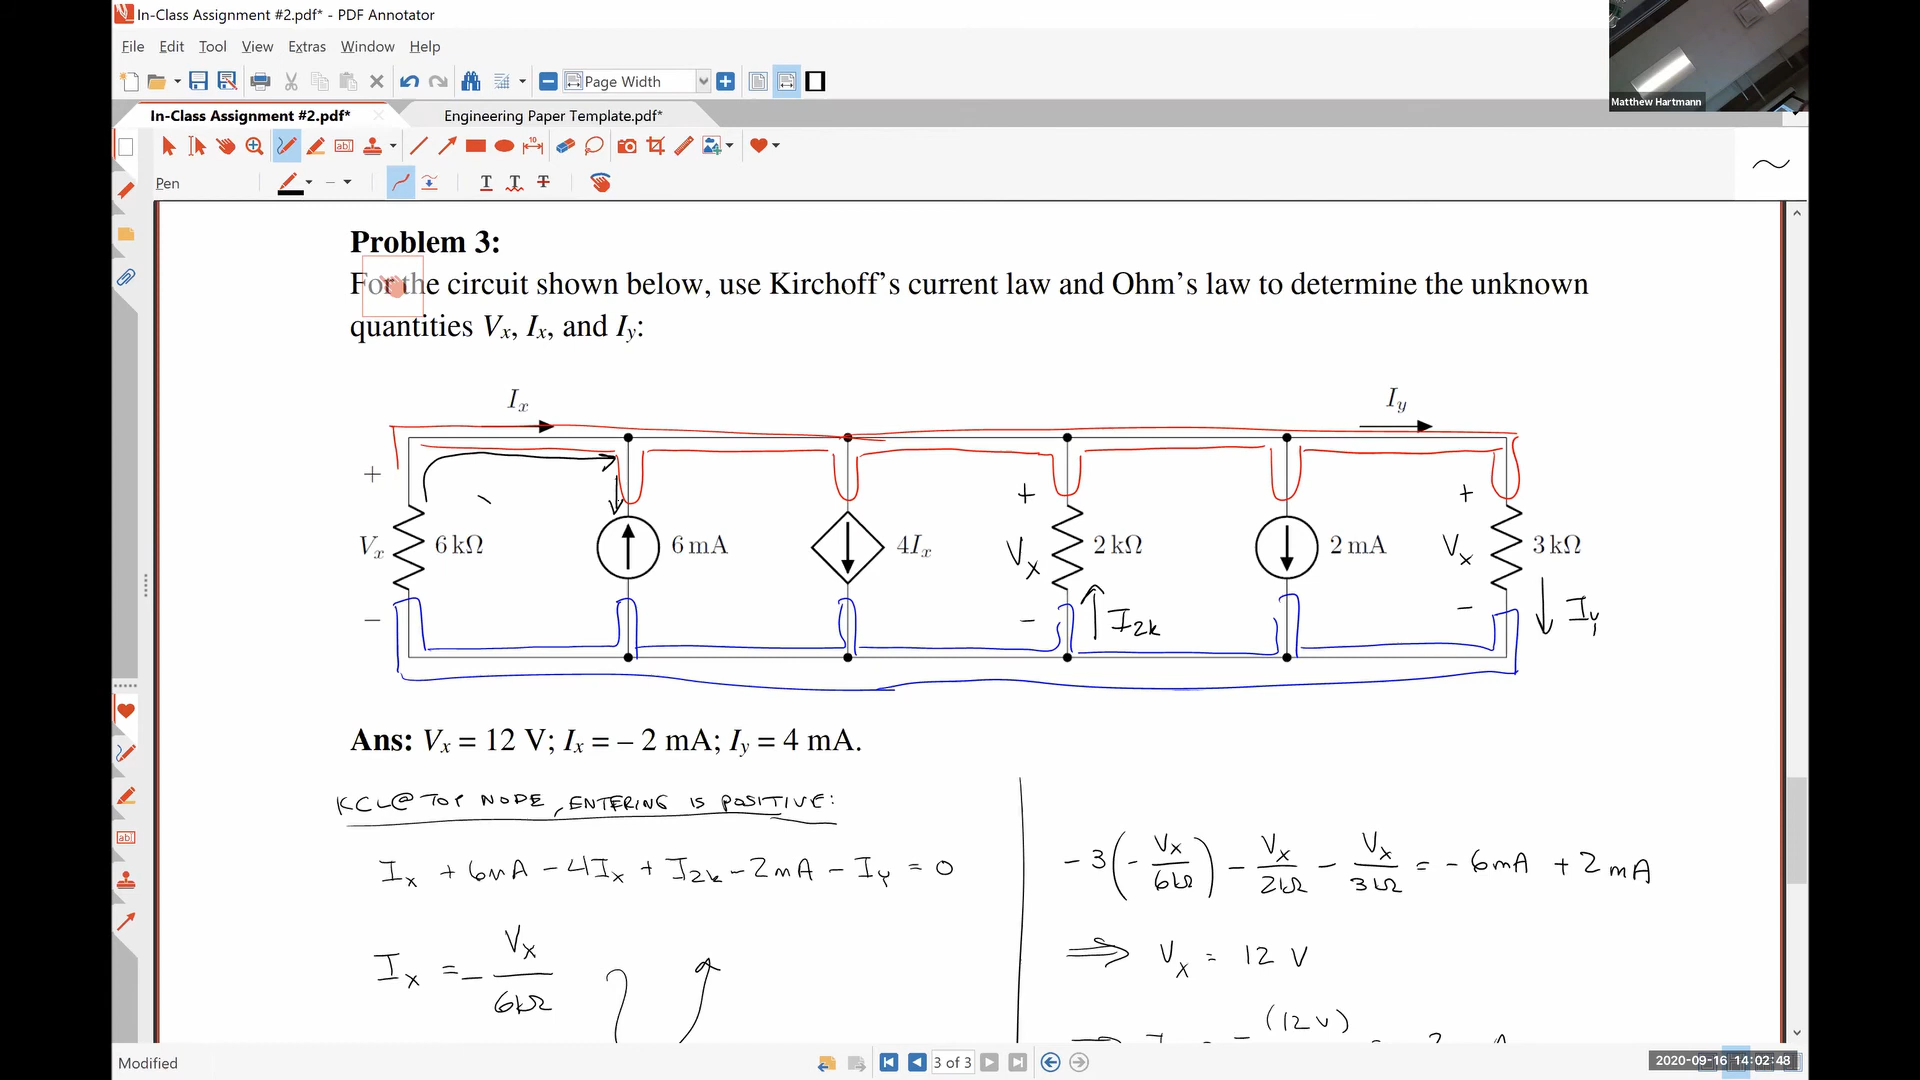 In-Class Assignment #2.pdf* - PDF Annotator
File Edit Tool View Extras Window Help
Page Width
Matthew Hartmann
In-Class Assignment #2.pdf*
Engineering Paper Template.pdf*
Pen
Problem 3:
For the circuit shown below, use Kirchoff's current law and Ohm's law to determine the unknown
quantities Vx, Ix, and Iy:
Ix
Iy
+
+
+
Vx
6 kΩ
6 mA
4Ix
Vx
2 kΩ
2 mA
Vx
3 kΩ
−
−
I2k
−
Iy
Ans: Vx = 12 V; Ix = – 2 mA; Iy = 4 mA.
KCL@ TOP NODE, ENTERING IS POSITIVE:
Ix + 6mA - 4Ix + I2k - 2mA - Iy = 0
Ix = - Vx / 6kΩ
-3(- Vx / 6kΩ) - Vx / 2kΩ - Vx / 3kΩ = -6mA + 2mA
⇒ Vx = 12 V
(12V)
Modified
3 of 3
2020-09-16 14:02:48